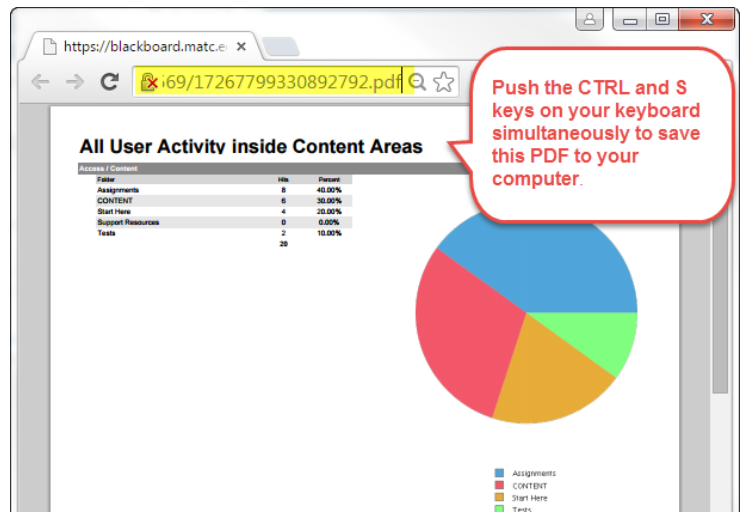 https://blackboard.matc.e
69/17267799330892792.pdf
Push the CTRL and S
keys on your keyboard
simultaneously to save
this PDF to your
computer.
All User Activity inside Content Areas
Access / Content
Folder Hits Percent
Assignments 8 40.00%
CONTENT 6 30.00%
Start Here 4 20.00%
Support Resources 0 0.00%
Tests 2 10.00%
20
Assignments
CONTENT
Start Here
Tests